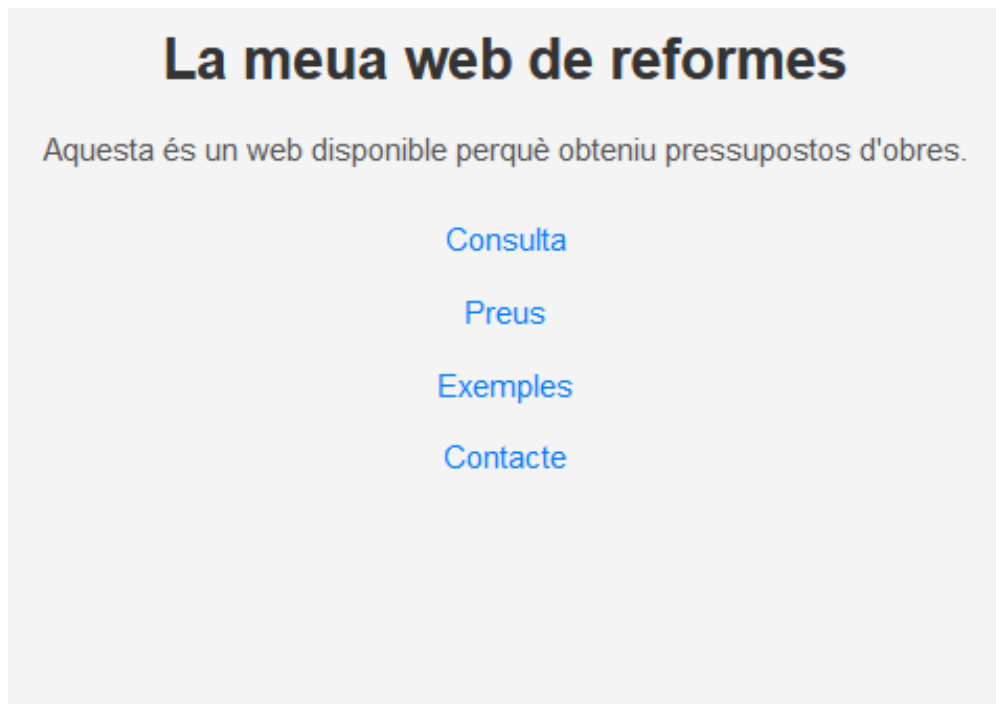 La meua web de reformes
Aquesta és un web disponible perquè obteniu pressupostos d'obres.
Consulta
Preus
Exemples
Contacte